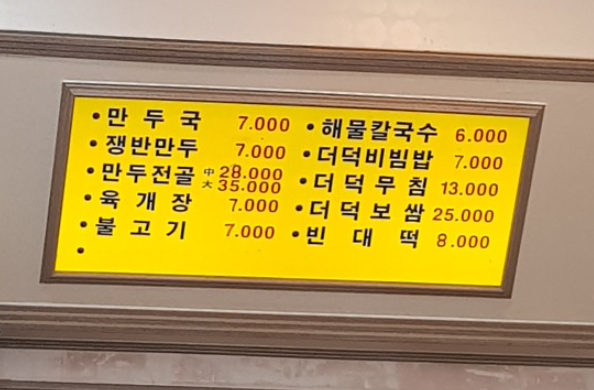 • 만두국 7.000
• 쟁반만두 7.000
• 만두전골 中 28.000
大 35.000
• 육개장 7.000
• 불고기 7.000
•
• 해물칼국수 6.000
• 더덕비빔밥 7.000
• 더덕무침 13.000
• 더덕보쌈 25.000
• 빈대떡 8.000